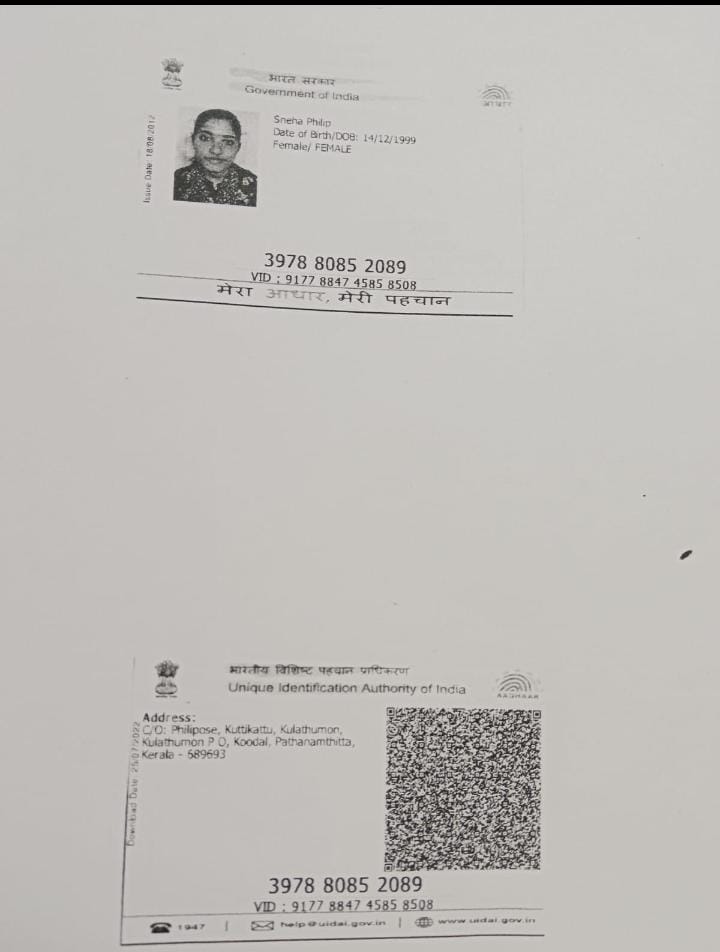 भारत सरकार
Government of India
Issue Date: 18/08/2012
Sneha Philip
Date of Birth/DOB: 14/12/1999
Female/ FEMALE
3978 8085 2089
VID : 9177 8847 4585 8508
मेरा आधार, मेरी पहचान
भारतीय विशिष्ट पहचान प्राधिकरण
Unique Identification Authority of India
AADHAAR
Download Date: 25/07/2022
Address:
C/O: Philipose, Kuttikattu, Kulathumon,
Kulathumon P O, Koodal, Pathanamthitta,
Kerala - 689693
3978 8085 2089
VID : 9177 8847 4585 8508
1947 | help@uidai.gov.in | www.uidai.gov.in